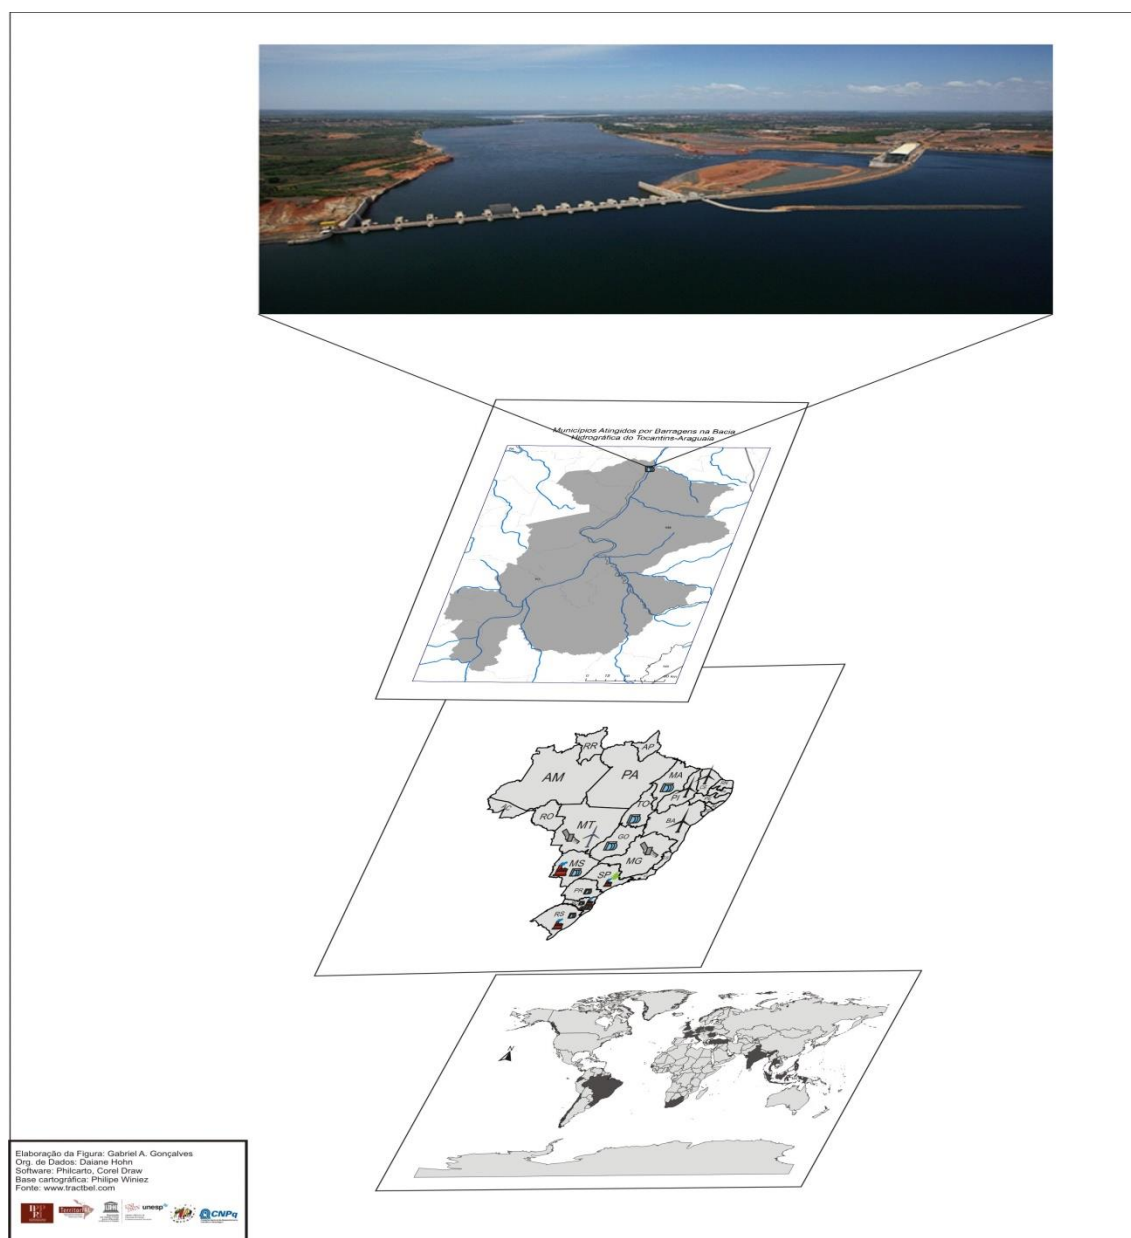 Municípios Atingidos por Barragens na Bacia
Hidrográfica do Tocantins-Araguaia
RR
AP
AM
PA
MA
PI
TO
RO
MT
BA
GO
MS
MG
SP
PR
RS
N
Elaboração da Figura: Gabriel A. Gonçalves
Org. de Dados: Daiane Hohn
Software: Philcarto, Corel Draw
Base cartográfica: Philipe Winiez
Fonte: www.tractbel.com
unesp
CNPq